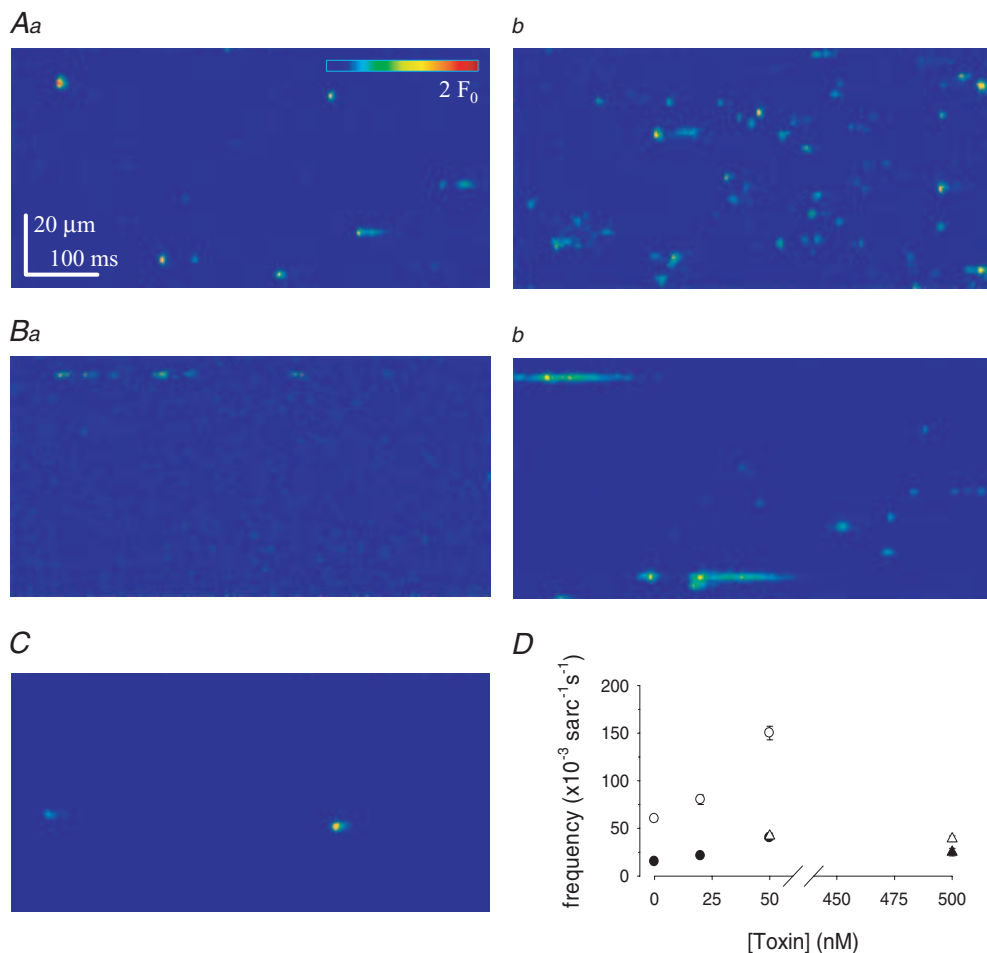 Aa
b
2 F₀
20 µm
100 ms
Ba
b
C
D
frequency (x10⁻³ sarc⁻¹s⁻¹)
200
150
100
50
0
0 25 50 450 475 500
[Toxin] (nM)